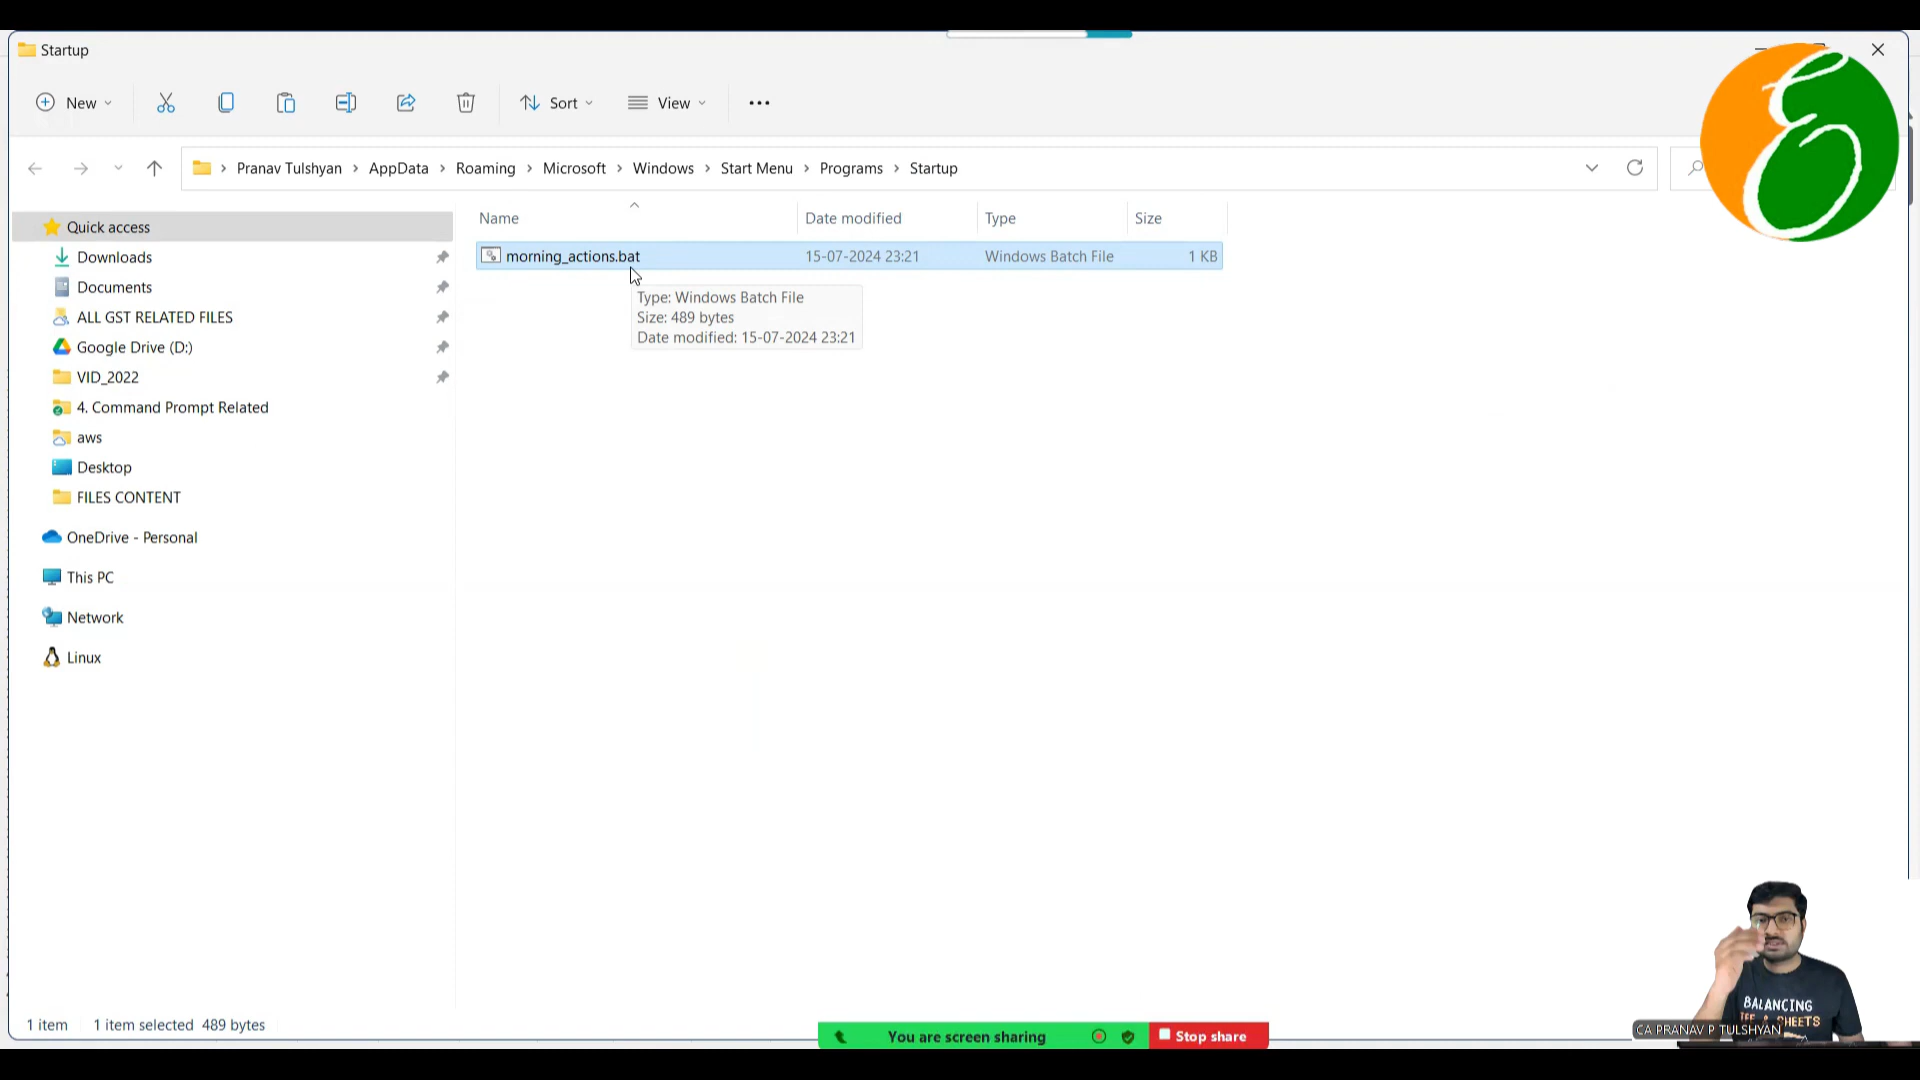 Startup
New
Sort
View
Pranav Tulshyan > AppData > Roaming > Microsoft > Windows > Start Menu > Programs > Startup
Name Date modified Type Size
morning_actions.bat 15-07-2024 23:21 Windows Batch File 1 KB
Type: Windows Batch File
Size: 489 bytes
Date modified: 15-07-2024 23:21
Quick access
Downloads
Documents
ALL GST RELATED FILES
Google Drive (D:)
VID_2022
4. Command Prompt Related
aws
Desktop
FILES CONTENT
OneDrive - Personal
This PC
Network
Linux
BALANCING
SHEETS
CA PRANAV P TULSHYAN
1 item 1 item selected 489 bytes
You are screen sharing Stop share